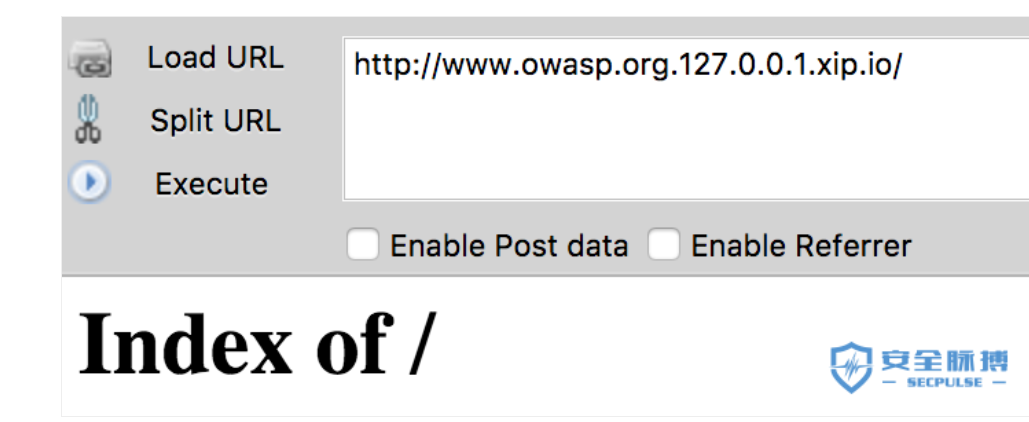 Load URL
http://www.owasp.org.127.0.0.1.xip.io/
Split URL
Execute
Enable Post data
Enable Referrer
Index of /
安全脉搏
— SECPULSE —